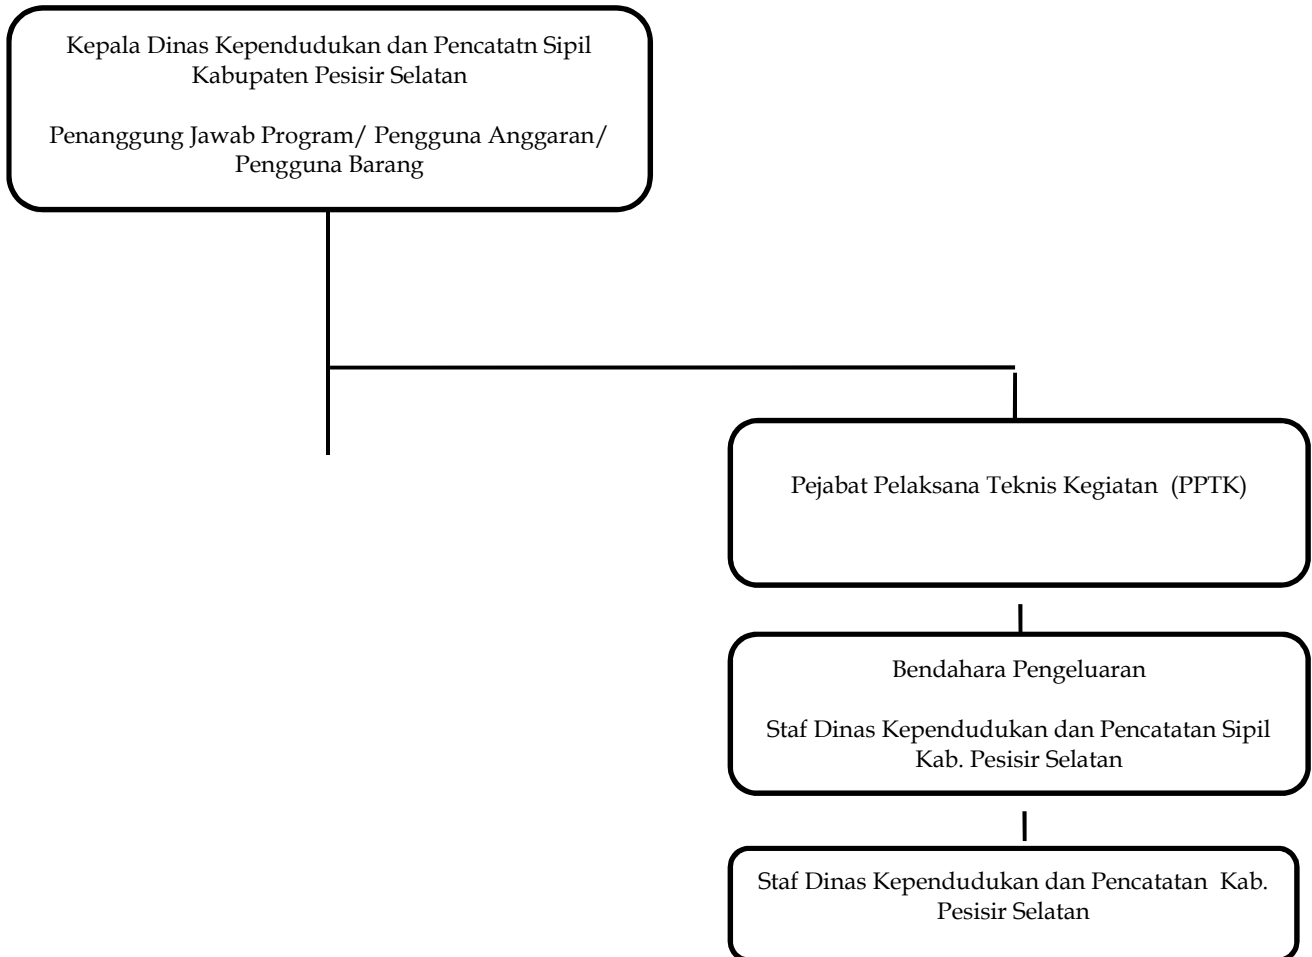 Kepala Dinas Kependudukan dan Pencatatn Sipil
Kabupaten Pesisir Selatan
Penanggung Jawab Program/ Pengguna Anggaran/
Pengguna Barang
Pejabat Pelaksana Teknis Kegiatan  (PPTK)
Bendahara Pengeluaran
Staf Dinas Kependudukan dan Pencatatan Sipil
Kab. Pesisir Selatan
Staf Dinas Kependudukan dan Pencatatan  Kab.
Pesisir Selatan